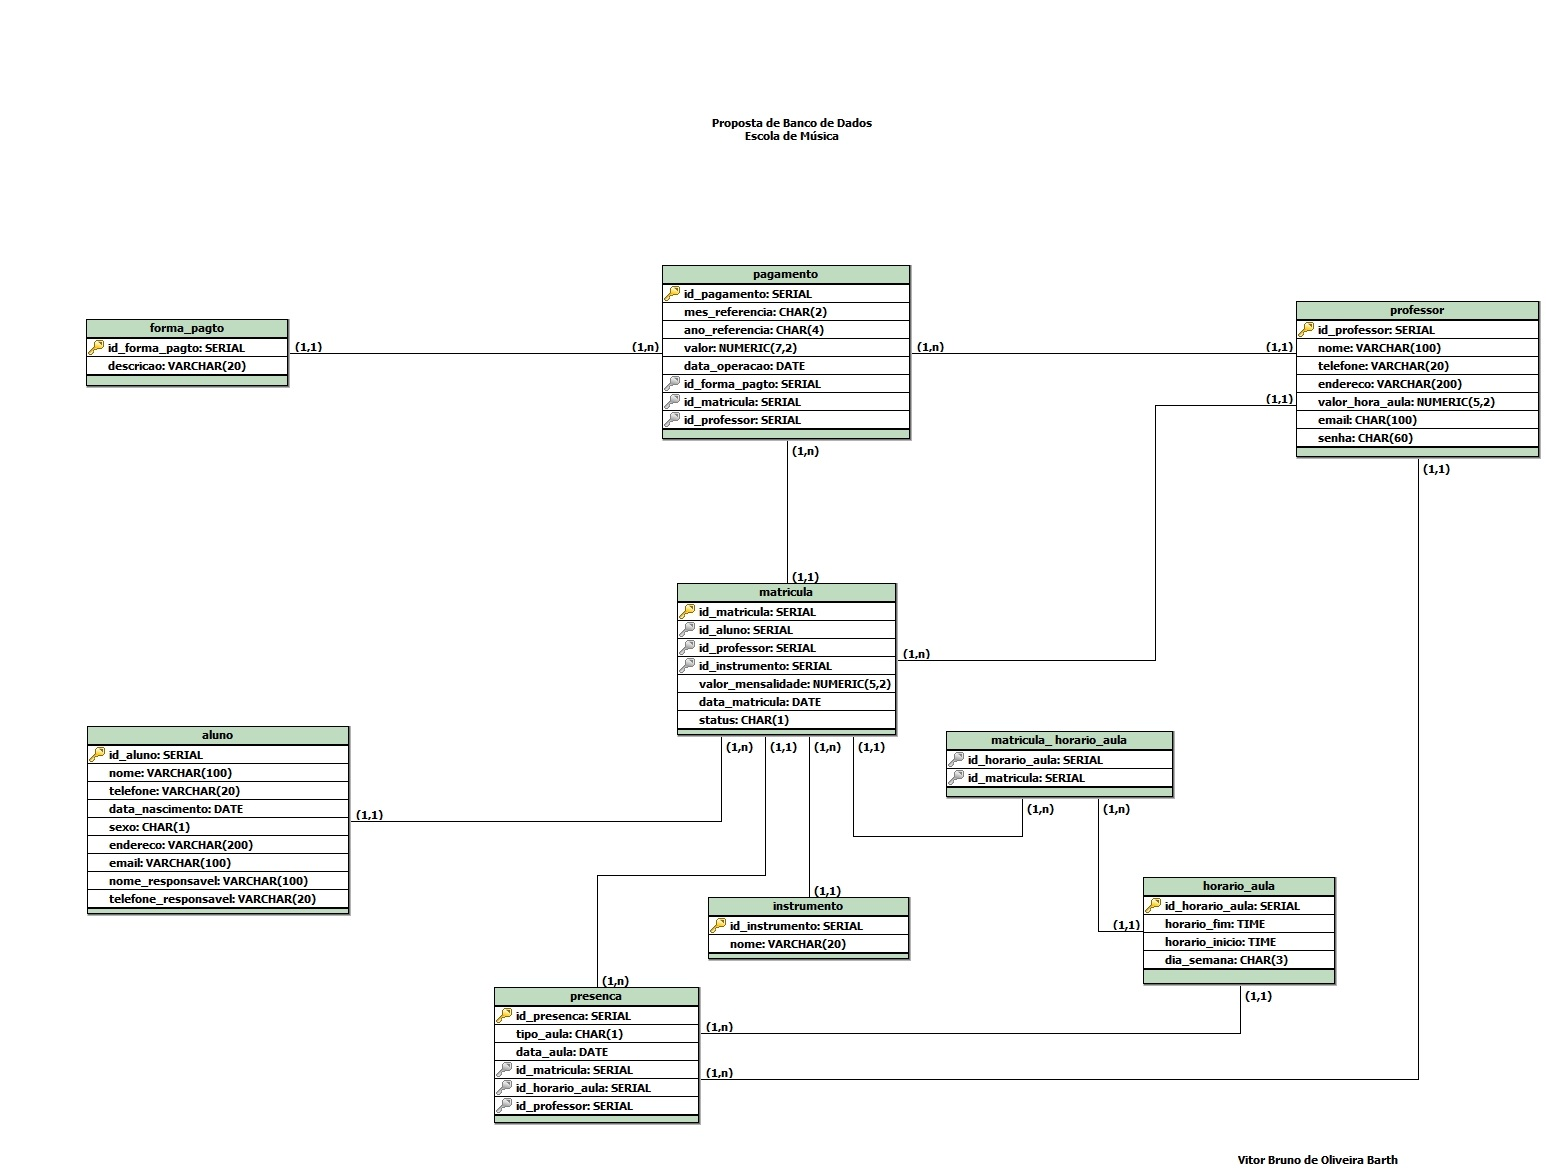 Proposta de Banco de Dados
Escola de Música
pagamento
id_pagamento: SERIAL
mes_referencia: CHAR(2)
ano_referencia: CHAR(4)
valor: NUMERIC(7,2)
data_operacao: DATE
id_forma_pagto: SERIAL
id_matricula: SERIAL
id_professor: SERIAL
forma_pagto
id_forma_pagto: SERIAL
descricao: VARCHAR(20)
(1,1)
(1,n)
(1,n)
(1,1)
professor
id_professor: SERIAL
nome: VARCHAR(100)
telefone: VARCHAR(20)
endereco: VARCHAR(200)
valor_hora_aula: NUMERIC(5,2)
email: CHAR(100)
senha: CHAR(60)
(1,1)
(1,n)
(1,1)
(1,1)
matricula
id_matricula: SERIAL
id_aluno: SERIAL
id_professor: SERIAL
id_instrumento: SERIAL
valor_mensalidade: NUMERIC(5,2)
data_matricula: DATE
status: CHAR(1)
(1,n)
(1,n)
(1,1)
(1,n)
(1,1)
aluno
id_aluno: SERIAL
nome: VARCHAR(100)
telefone: VARCHAR(20)
data_nascimento: DATE
sexo: CHAR(1)
endereco: VARCHAR(200)
email: VARCHAR(100)
nome_responsavel: VARCHAR(100)
telefone_responsavel: VARCHAR(20)
(1,1)
matricula_ horario_aula
id_horario_aula: SERIAL
id_matricula: SERIAL
(1,n)
(1,n)
(1,1)
instrumento
id_instrumento: SERIAL
nome: VARCHAR(20)
horario_aula
id_horario_aula: SERIAL
horario_fim: TIME
horario_inicio: TIME
dia_semana: CHAR(3)
(1,1)
(1,1)
(1,n)
presenca
id_presenca: SERIAL
tipo_aula: CHAR(1)
data_aula: DATE
id_matricula: SERIAL
id_horario_aula: SERIAL
id_professor: SERIAL
(1,n)
(1,n)
Vitor Bruno de Oliveira Barth